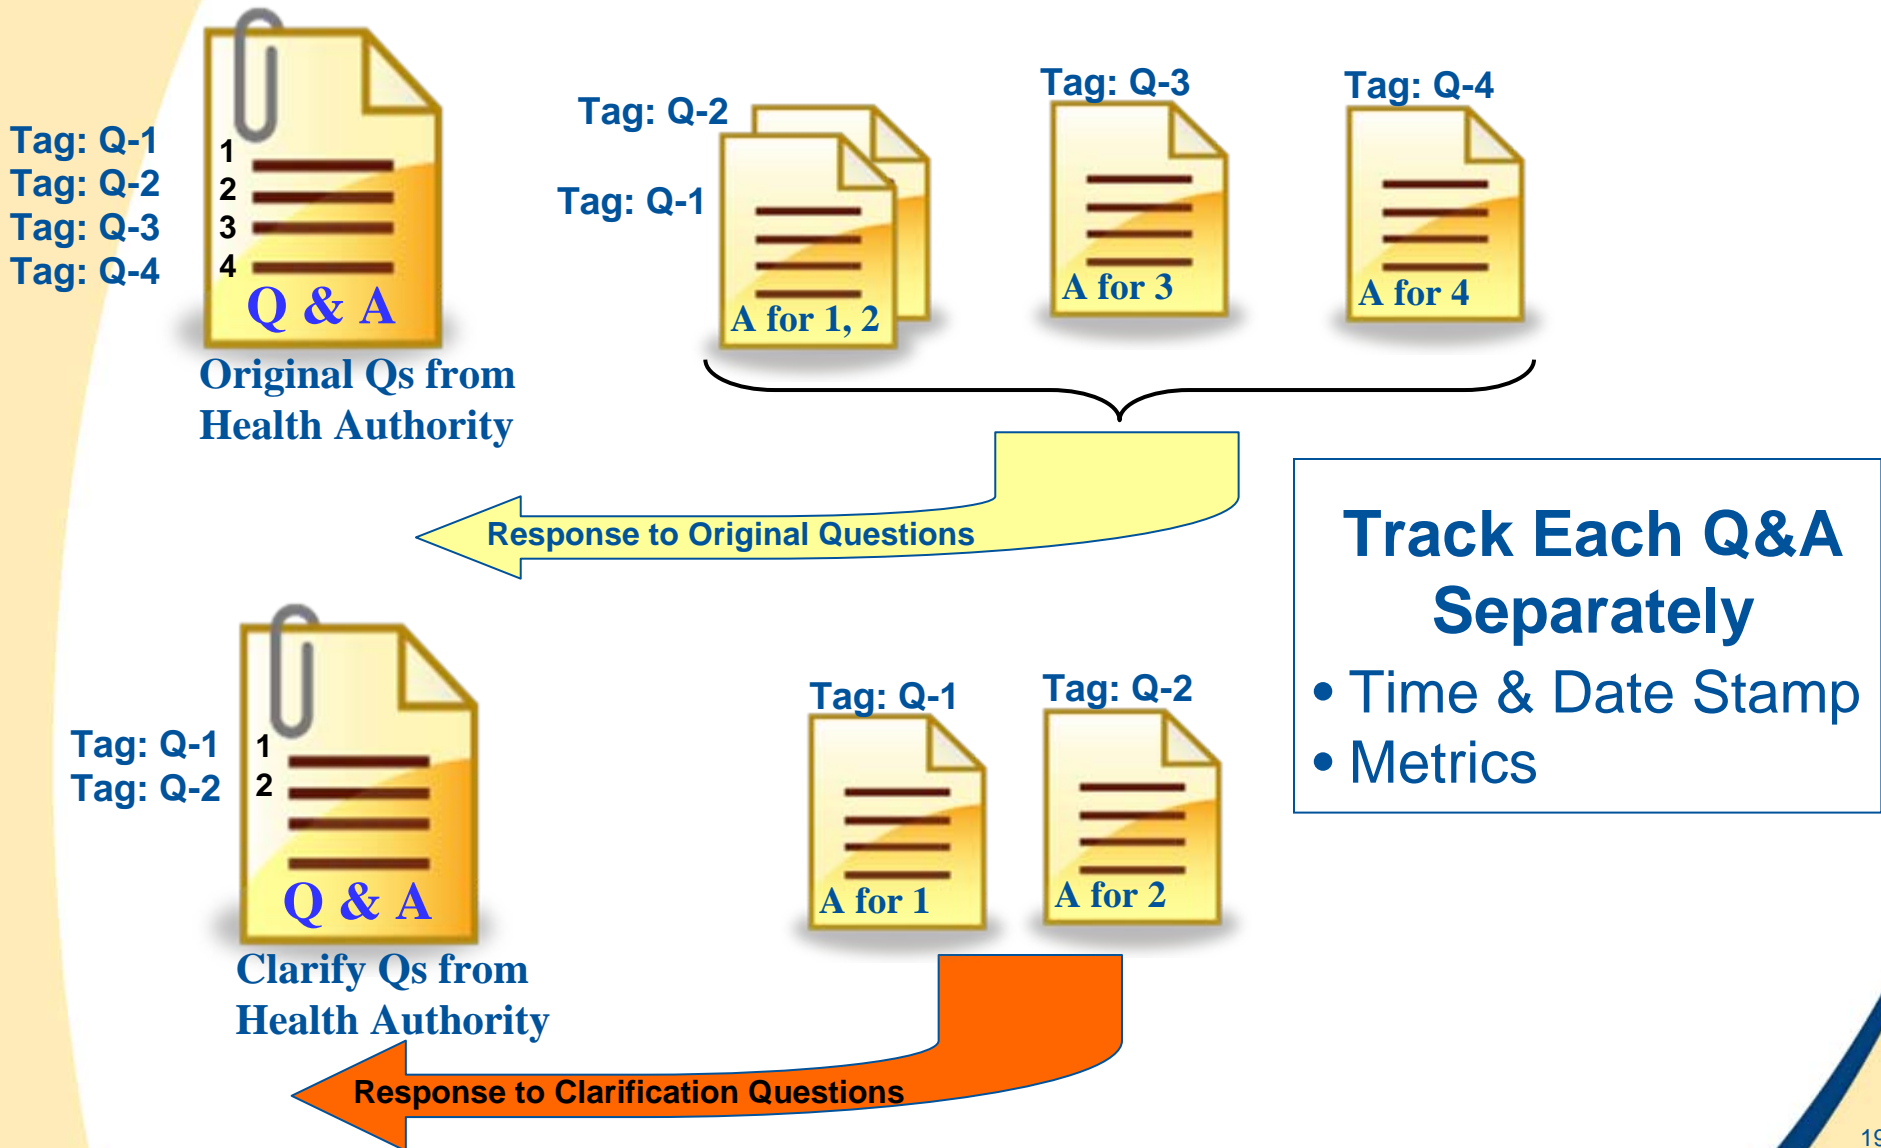 Tag: Q-1
Tag: Q-2
Tag: Q-3
Tag: Q-4
1
2
3
4
Q & A
Original Qs from
Health Authority
Tag: Q-2
Tag: Q-1
A for 1, 2
Tag: Q-3
A for 3
Tag: Q-4
A for 4
Response to Original Questions
Track Each Q&A
Separately
• Time & Date Stamp
• Metrics
Tag: Q-1
Tag: Q-2
1
2
Q & A
Clarify Qs from
Health Authority
Tag: Q-1
A for 1
Tag: Q-2
A for 2
Response to Clarification Questions
19